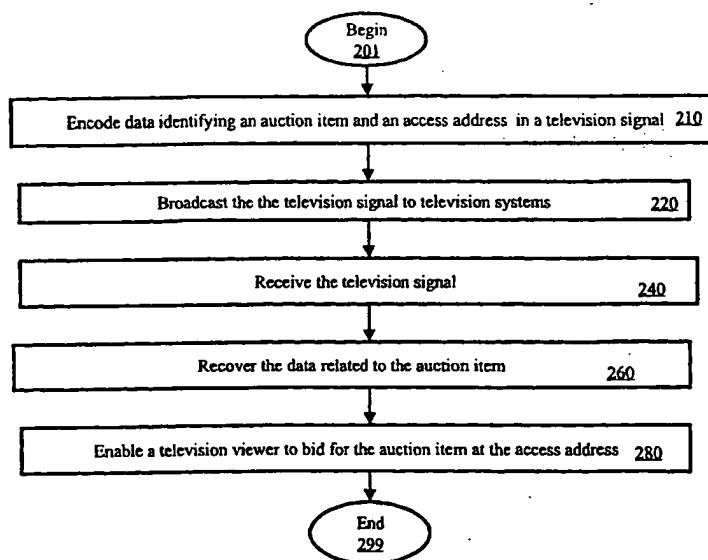 Begin
201
Encode data identifying an auction item and an access address in a television signal 210
Broadcast the the television signal to television systems 220
Receive the television signal 240
Recover the data related to the auction item 260
Enable a television viewer to bid for the auction item at the access address 280
End
299